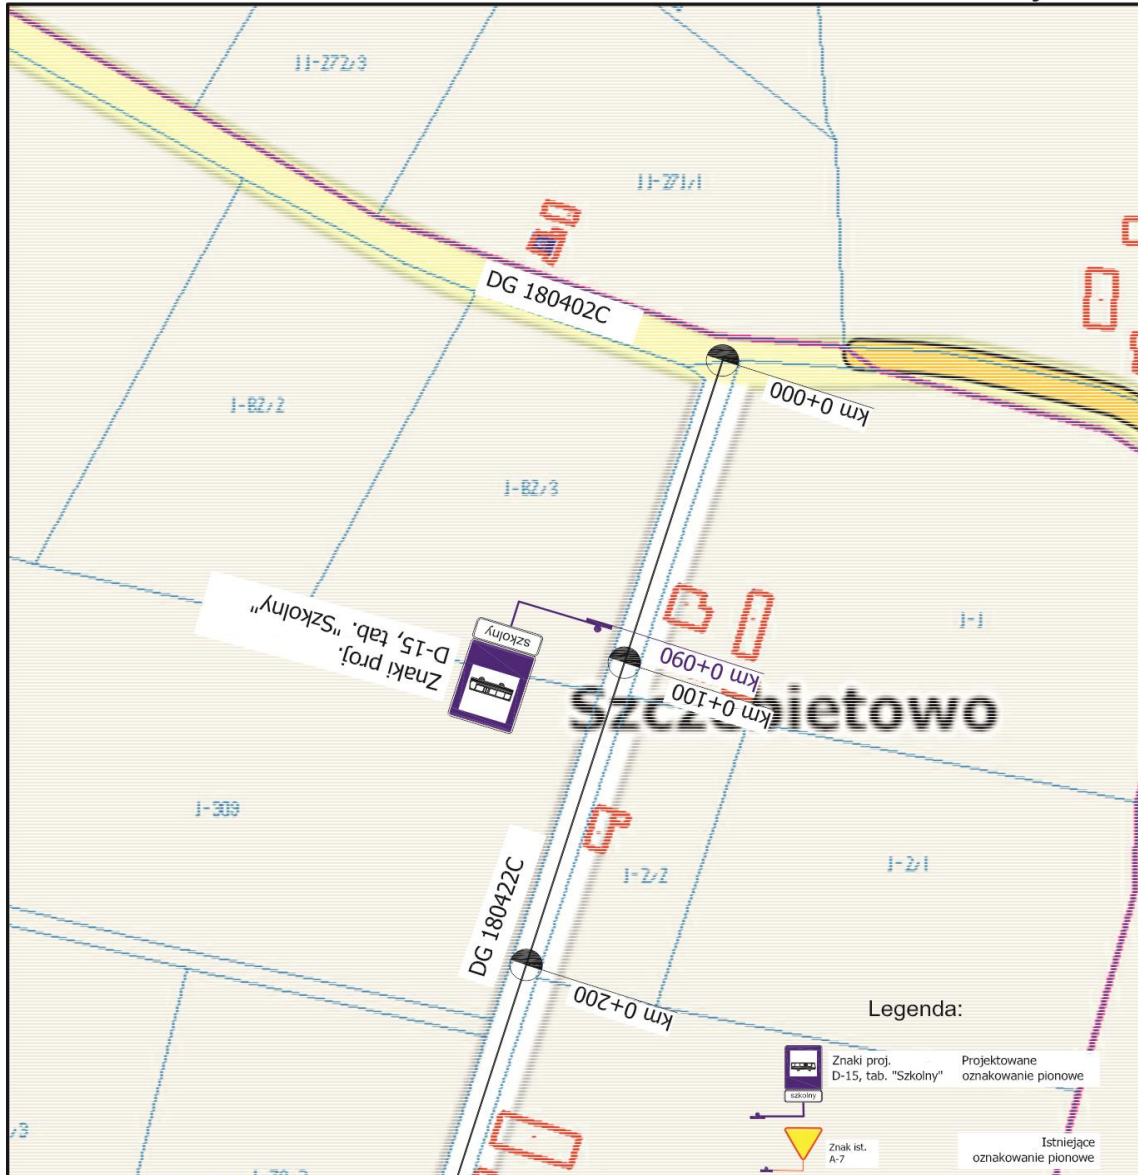 11-272/3
11-271/1
DG 180402C
km 0+000
1-82/2
1-82/3
Znaki proj.
D-15, tab. "Szkolny"
szkolny
km 0+090
km 0+100
1-1
1-309
1-2/2
1-2/1
DG 180422C
km 0+200
Legenda:
Znaki proj.
D-15, tab. "Szkolny"
Projektowane
oznakowanie pionowe
szkolny
Znak ist.
A-7
Istniejące
oznakowanie pionowe